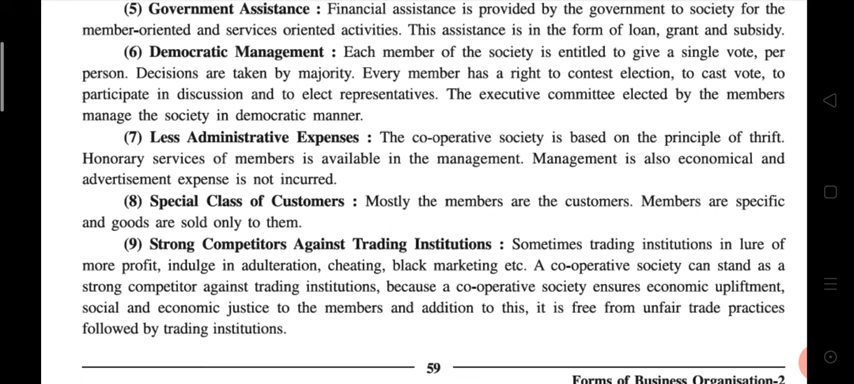 (5) Government Assistance : Financial assistance is provided by the government to society for the
member-oriented and services oriented activities. This assistance is in the form of loan, grant and subsidy.
(6) Democratic Management : Each member of the society is entitled to give a single vote, per
person. Decisions are taken by majority. Every member has a right to contest election, to cast vote, to
participate in discussion and to elect representatives. The executive committee elected by the members
manage the society in democratic manner.
(7) Less Administrative Expenses : The co-operative society is based on the principle of thrift.
Honorary services of members is available in the management. Management is also economical and
advertisement expense is not incurred.
(8) Special Class of Customers : Mostly the members are the customers. Members are specific
and goods are sold only to them.
(9) Strong Competitors Against Trading Institutions : Sometimes trading institutions in lure of
more profit, indulge in adulteration, cheating, black marketing etc. A co-operative society can stand as a
strong competitor against trading institutions, because a co-operative society ensures economic upliftment,
social and economic justice to the members and addition to this, it is free from unfair trade practices
followed by trading institutions.
59
Forms of Business Organisation-2